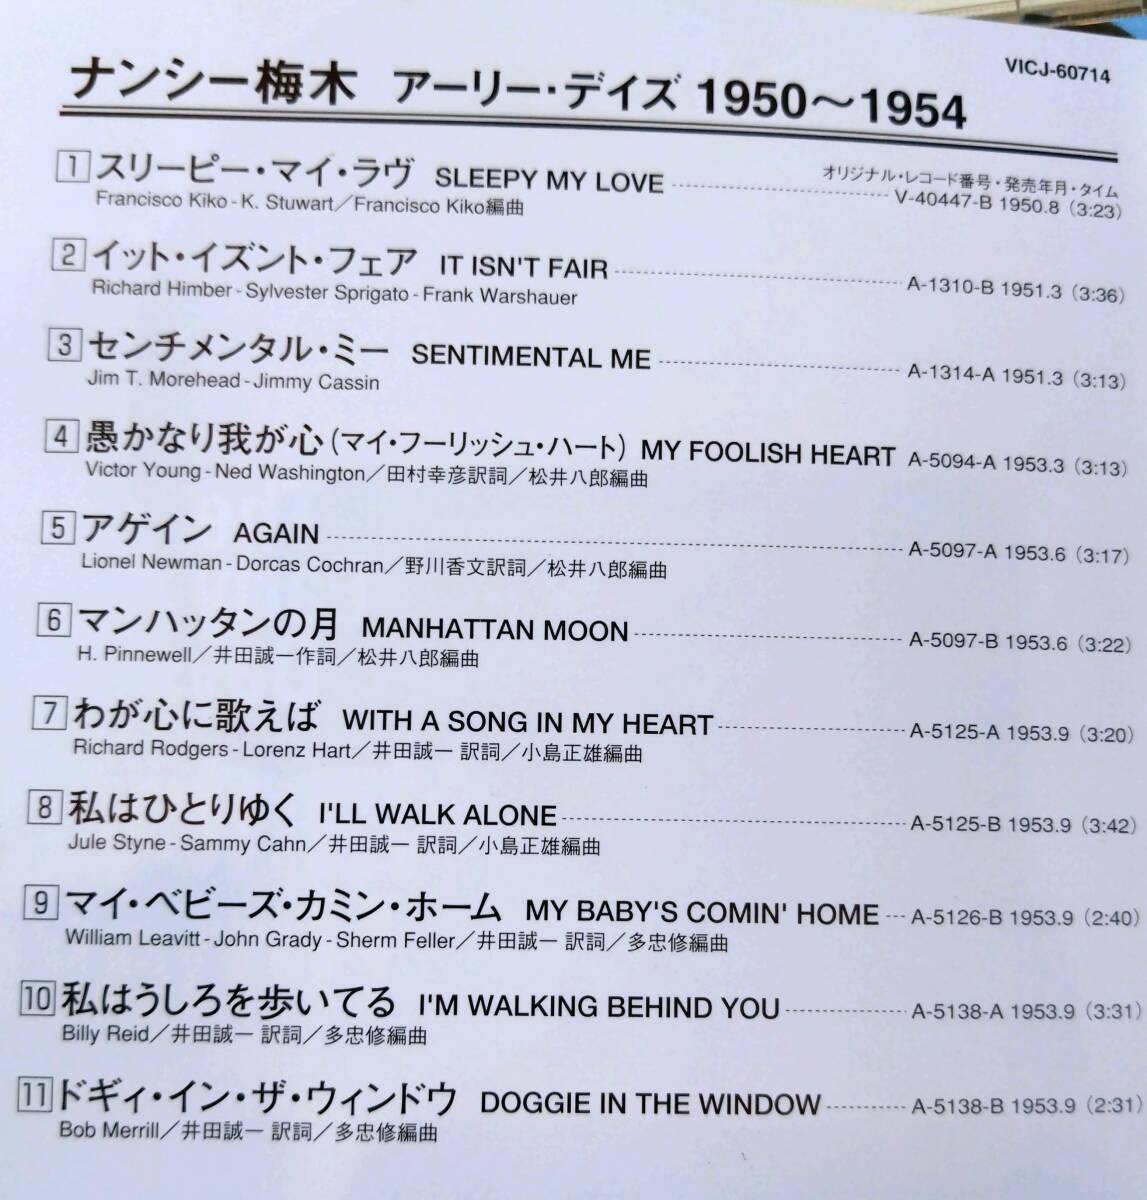 VICJ-60714
ナンシー梅木 アーリー・デイズ 1950～1954
オリジナル・レコード番号・発売年月・タイム
1 スリーピー・マイ・ラヴ SLEEPY MY LOVE V-40447-B 1950.8 (3:23)
Francisco Kiko - K. Stuwart／Francisco Kiko編曲
2 イット・イズント・フェア IT ISN'T FAIR A-1310-B 1951.3 (3:36)
Richard Himber - Sylvester Sprigato - Frank Warshauer
3 センチメンタル・ミー SENTIMENTAL ME A-1314-A 1951.3 (3:13)
Jim T. Morehead - Jimmy Cassin
4 愚かなり我が心（マイ・フーリッシュ・ハート） MY FOOLISH HEART A-5094-A 1953.3 (3:13)
Victor Young - Ned Washington／田村幸彦訳詞／松井八郎編曲
5 アゲイン AGAIN A-5097-A 1953.6 (3:17)
Lionel Newman - Dorcas Cochran／野川香文訳詞／松井八郎編曲
6 マンハッタンの月 MANHATTAN MOON A-5097-B 1953.6 (3:22)
H. Pinnewell／井田誠一作詞／松井八郎編曲
7 わが心に歌えば WITH A SONG IN MY HEART A-5125-A 1953.9 (3:20)
Richard Rodgers - Lorenz Hart／井田誠一 訳詞／小島正雄編曲
8 私はひとりゆく I'LL WALK ALONE A-5125-B 1953.9 (3:42)
Jule Styne - Sammy Cahn／井田誠一 訳詞／小島正雄編曲
9 マイ・ベビーズ・カミン・ホーム MY BABY'S COMIN' HOME A-5126-B 1953.9 (2:40)
William Leavitt - John Grady - Sherm Feller／井田誠一 訳詞／多忠修編曲
10 私はうしろを歩いてる I'M WALKING BEHIND YOU A-5138-A 1953.9 (3:31)
Billy Reid／井田誠一 訳詞／多忠修編曲
11 ドギィ・イン・ザ・ウィンドウ DOGGIE IN THE WINDOW A-5138-B 1953.9 (2:31)
Bob Merrill／井田誠一 訳詞／多忠修編曲